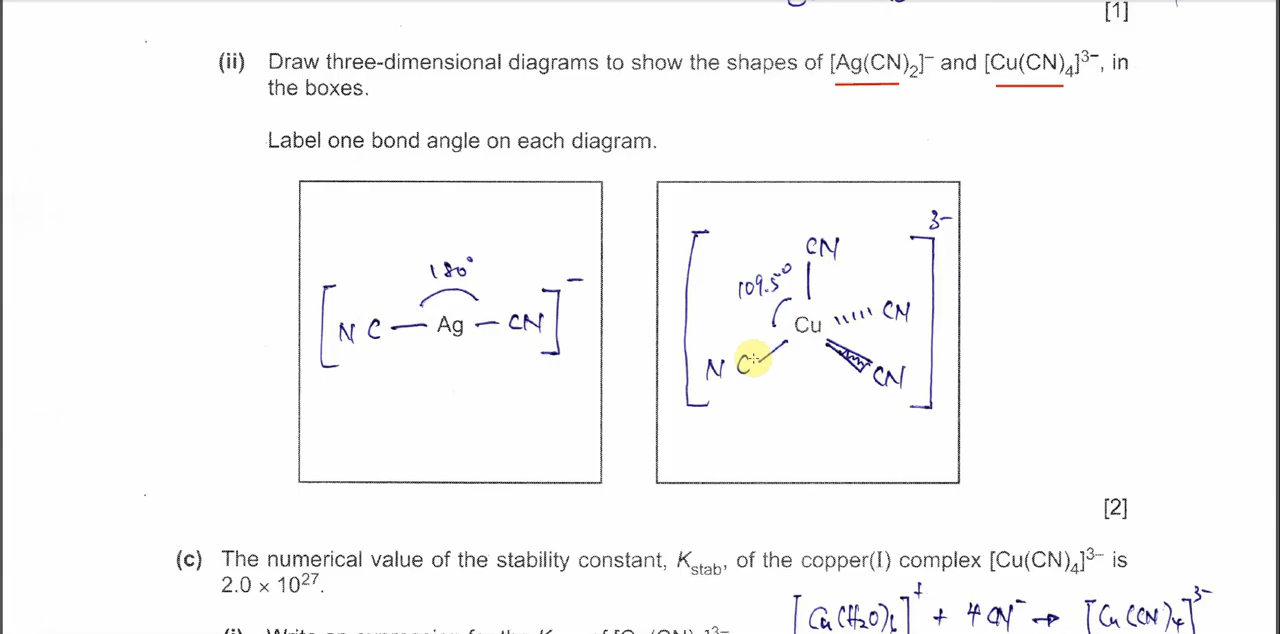 [1]
(ii) Draw three-dimensional diagrams to show the shapes of [Ag(CN)₂]⁻ and [Cu(CN)₄]³⁻, in
the boxes.
Label one bond angle on each diagram.
180°
[NC — Ag — CN]⁻
3−
CN
109.5°
Cu
CN
NC
CN
[2]
(c) The numerical value of the stability constant, Kstab, of the copper(I) complex [Cu(CN)₄]³⁻ is
2.0 × 10²⁷.
[Cu(H₂O)₆]⁺ + 4CN⁻ → [Cu(CN)₄]³⁻